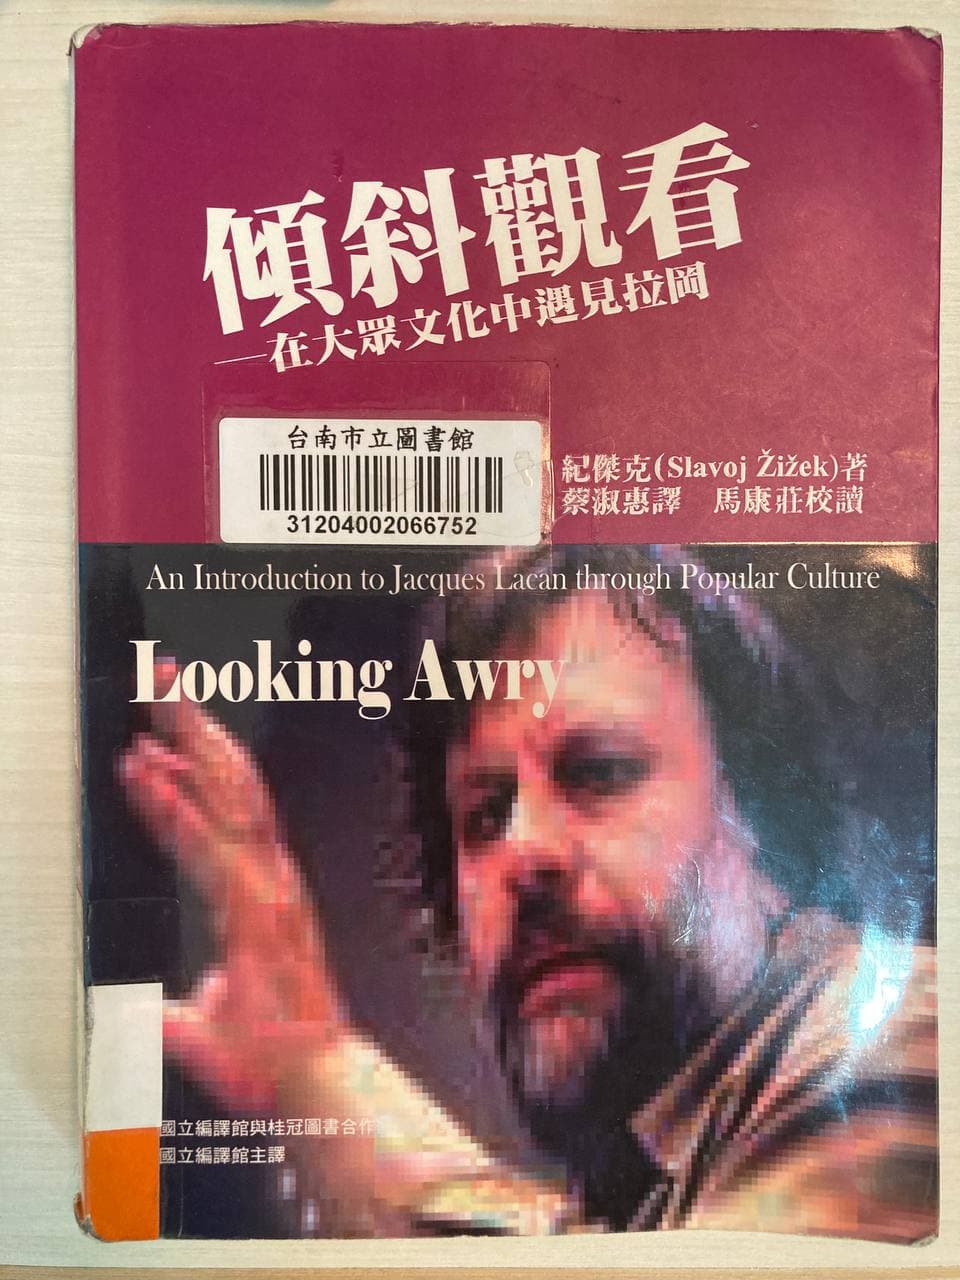 傾斜觀看
—在大眾文化中遇見拉岡
台南市立圖書館
31204002066752
紀傑克(Slavoj Žižek)著
蔡淑惠譯 馬康莊校讀
An Introduction to Jacques Lacan through Popular Culture
Looking Awry
國立編譯館與桂冠圖書合作
國立編譯館主譯